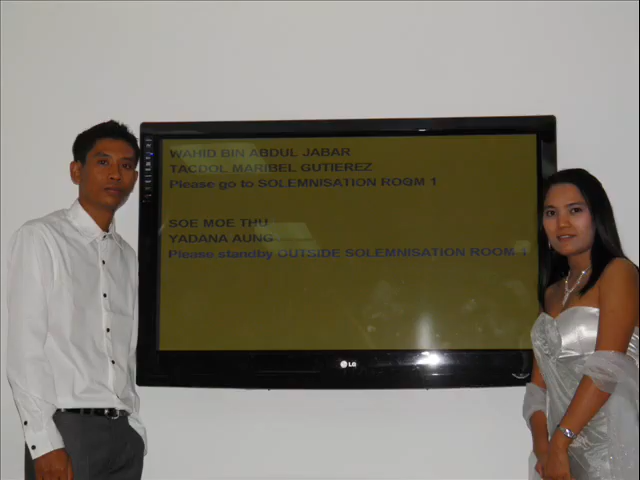 WAHID BIN ABDUL JABAR
TACDOL MARIBEL GUTIEREZ
Please go to SOLEMNISATION ROOM 1
SOE MOE THU
YADANA AUNG
Please standby OUTSIDE SOLEMNISATION ROOM 1
LG